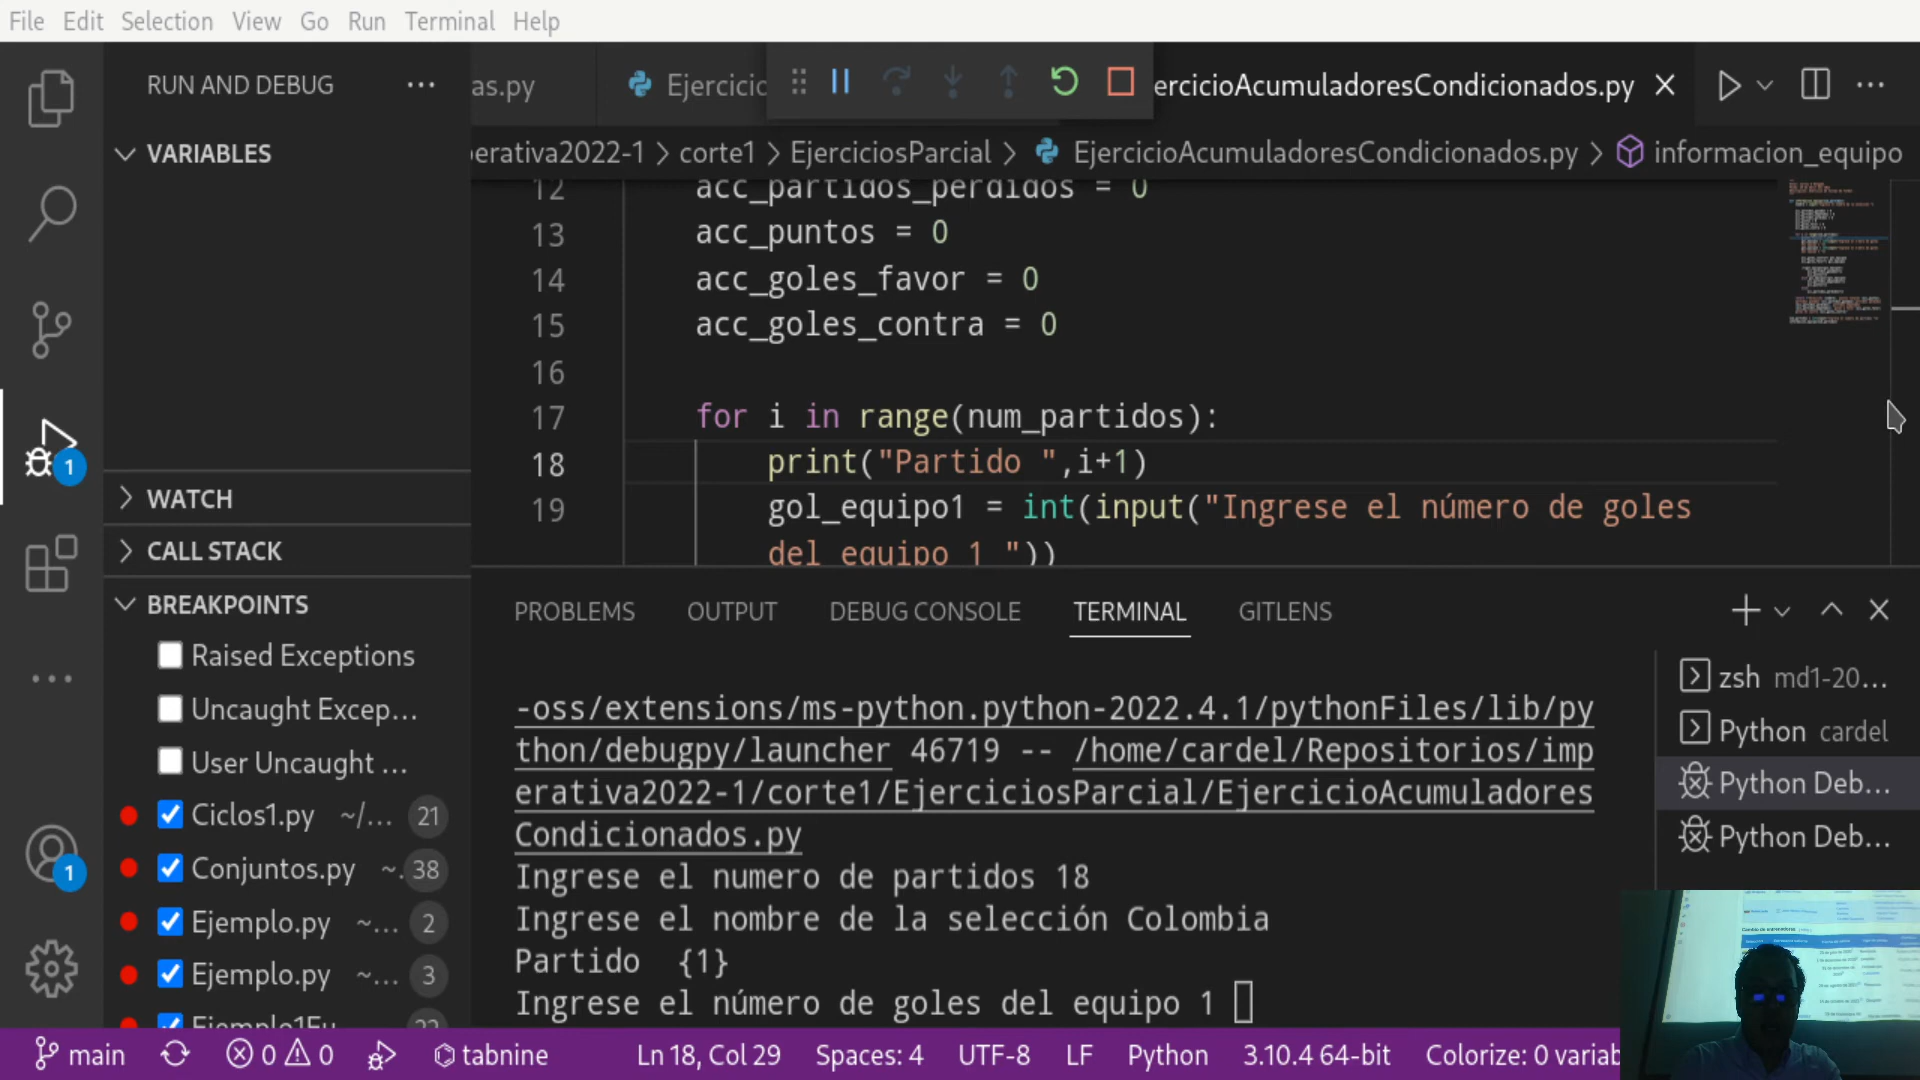 File Edit Selection View Go Run Terminal Help
RUN AND DEBUG ...
as.py Ejercicio ercicioAcumuladoresCondicionados.py
VARIABLES
erativa2022-1 > corte1 > EjerciciosParcial > EjercicioAcumuladoresCondicionados.py > informacion_equipo
12 acc_partidos_perdidos = 0
13 acc_puntos = 0
14 acc_goles_favor = 0
15 acc_goles_contra = 0
16
17 for i in range(num_partidos):
18 print("Partido ",i+1)
19 gol_equipo1 = int(input("Ingrese el número de goles
del equipo 1 "))
WATCH
CALL STACK
BREAKPOINTS
Raised Exceptions
Uncaught Excep...
User Uncaught ...
Ciclos1.py ~/... 21
Conjuntos.py ~. 38
Ejemplo.py ~... 2
Ejemplo.py ~... 3
1
1
PROBLEMS OUTPUT DEBUG CONSOLE TERMINAL GITLENS
-oss/extensions/ms-python.python-2022.4.1/pythonFiles/lib/py
thon/debugpy/launcher 46719 -- /home/cardel/Repositorios/imp
erativa2022-1/corte1/EjerciciosParcial/EjercicioAcumuladores
Condicionados.py
Ingrese el numero de partidos 18
Ingrese el nombre de la selección Colombia
Partido  {1}
Ingrese el número de goles del equipo 1
zsh md1-20...
Python cardel
Python Deb...
Python Deb...
main 0 0 tabnine Ln 18, Col 29 Spaces: 4 UTF-8 LF Python 3.10.4 64-bit Colorize: 0 variab